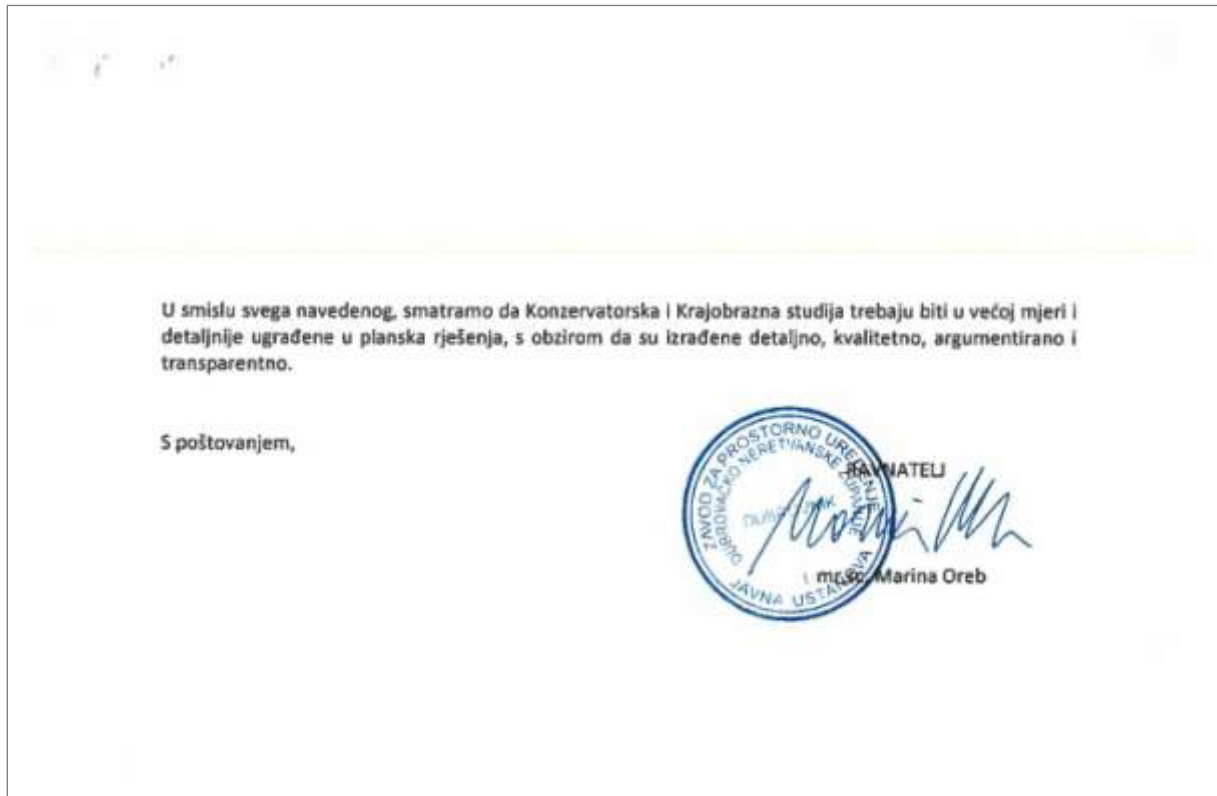 U smislu svega navedenog, smatramo da Konzervatorska i Krajobrazna studija trebaju biti u većoj mjeri i
detaljnije ugrađene u planska rješenja, s obzirom da su izrađene detaljno, kvalitetno, argumentirano i
transparentno.
S poštovanjem,
RAVNATELJ
ZAVOD ZA PROSTORNO UREĐENJE
DUBROVAČKO NERETVANSKE ŽUPANIJE
DUBROVNIK
JAVNA USTANOVA
mr.sc. Marina Oreb